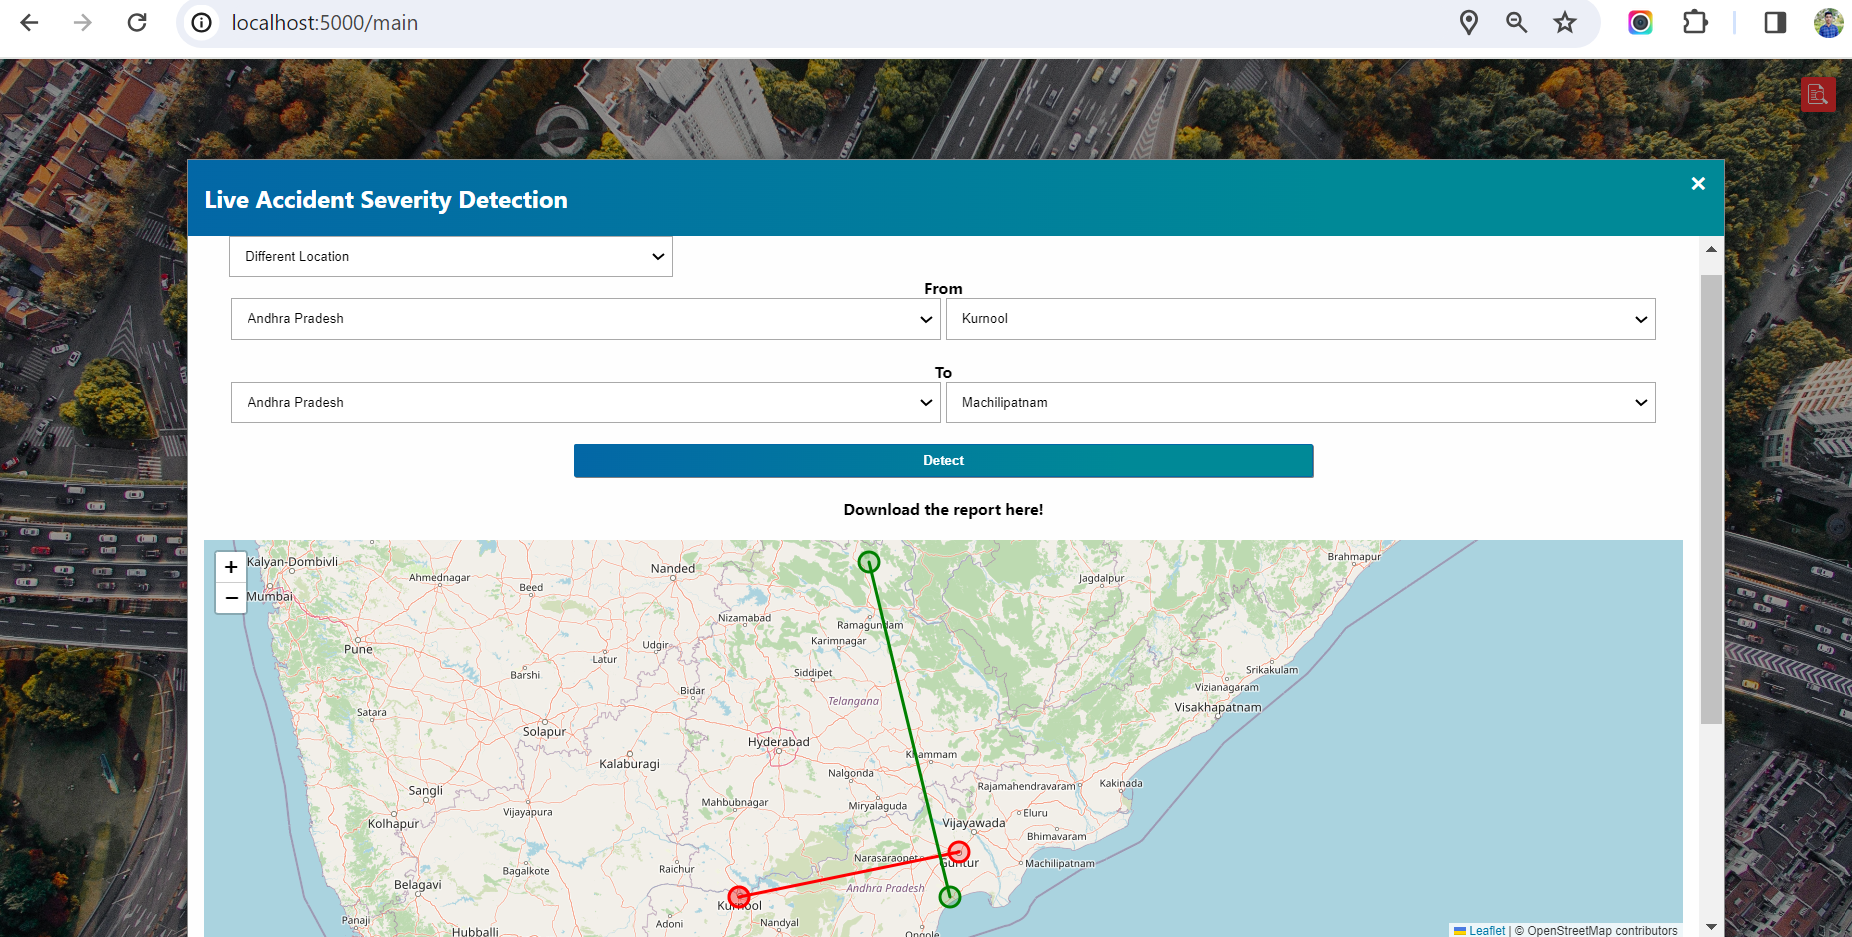 localhost:5000/main
Live Accident Severity Detection
×
Different Location
From
Andhra Pradesh
Kurnool
To
Andhra Pradesh
Machilipatnam
Detect
Download the report here!
+
−
Kalyan-Dombivli
Mumbai
Ahmednagar
Beed
Nanded
Jagdalpur
Brahmapur
Pune
Nizamabad
Ramagundam
Karimnagar
Udgir
Latur
Barshi
Siddipet
Bidar
Telangana
Srikakulam
Vizianagaram
Visakhapatnam
Satara
Solapur
Hyderabad
Khammam
Kalaburagi
Nalgonda
Sangli
Rajamahendravaram
Kakinada
Mahbubnagar
Miryalaguda
Vijayapura
Kolhapur
Vijayawada
Eluru
Bhimavaram
Narasaraopet
Guntur
Machilipatnam
Raichur
Bagalkote
Belagavi
Andhra Pradesh
Kurnool
Panaji
Adoni
Nandyal
Hubballi
Ongole
Leaflet | © OpenStreetMap contributors